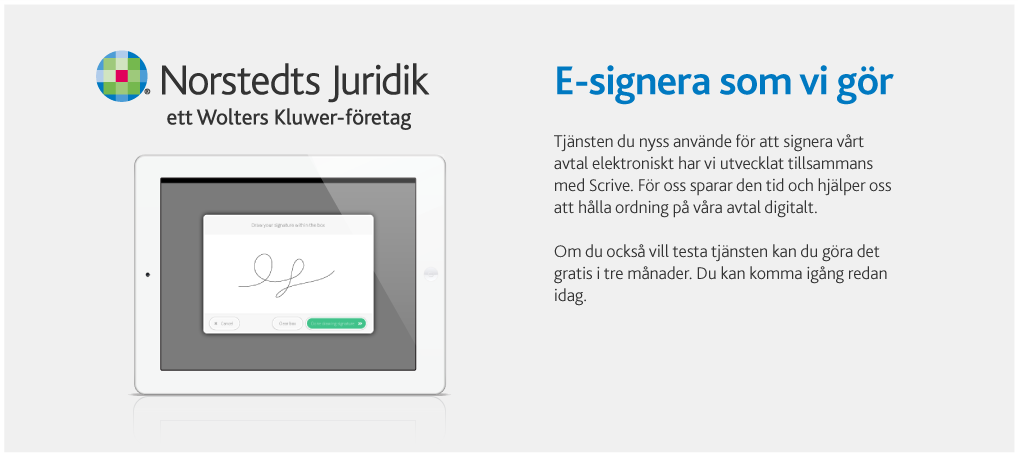 Norstedts Juridik
ett Wolters Kluwer-företag
Draw your signature within the box
Cancel
Clear box
E-signera som vi gör
Tjänsten du nyss använde för att signera vårt
avtal elektroniskt har vi utvecklat tillsammans
med Scrive. För oss sparar den tid och hjälper oss
att hålla ordning på våra avtal digitalt.
Om du också vill testa tjänsten kan du göra det
gratis i tre månader. Du kan komma igång redan
idag.